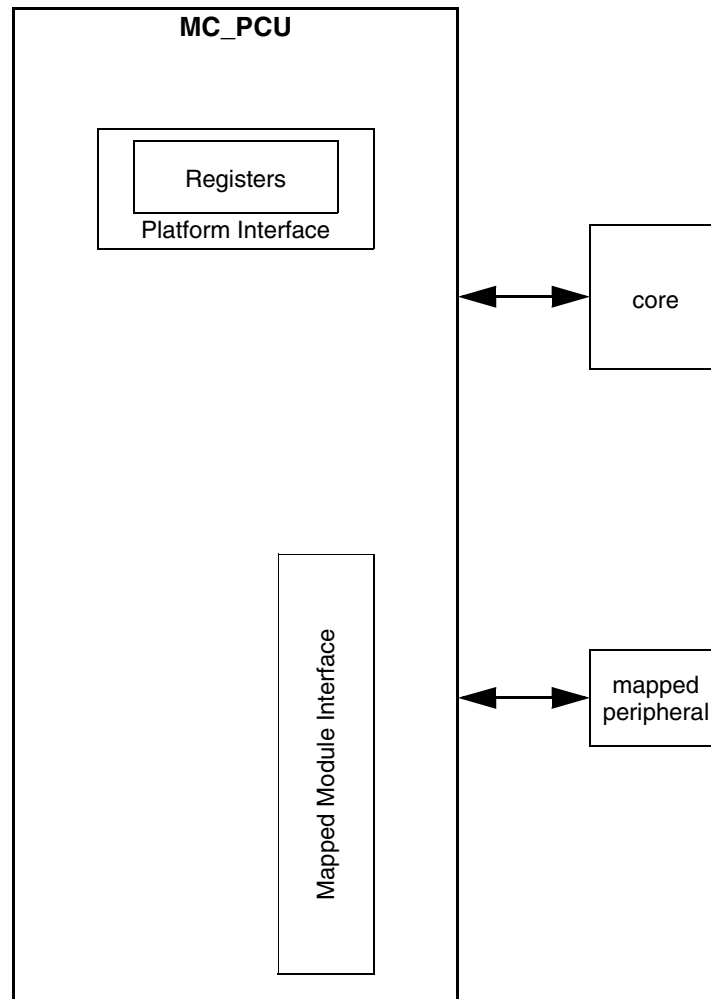 MC_PCU
Registers
Platform Interface
core
Mapped Module Interface
mapped
peripheral